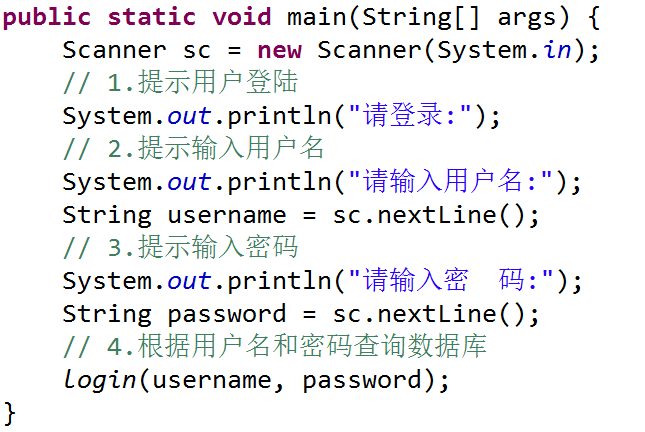 public static void main(String[] args) {
    Scanner sc = new Scanner(System.in);
    // 1.提示用户登陆
    System.out.println("请登录:");
    // 2.提示输入用户名
    System.out.println("请输入用户名:");
    String username = sc.nextLine();
    // 3.提示输入密码
    System.out.println("请输入密  码:");
    String password = sc.nextLine();
    // 4.根据用户名和密码查询数据库
    login(username, password);
}